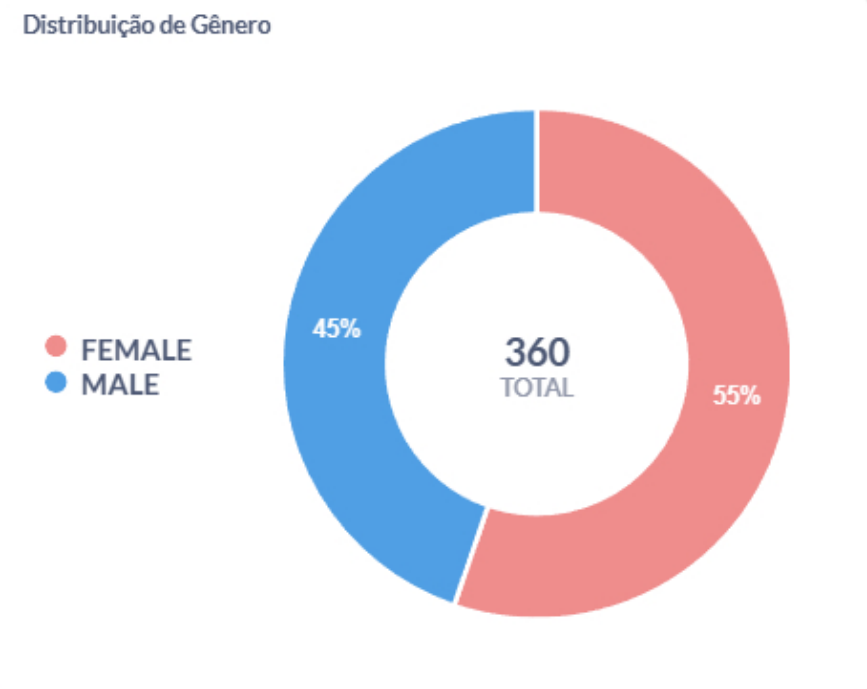 Distribuição de Gênero
FEMALE
MALE
45%
360
TOTAL
55%